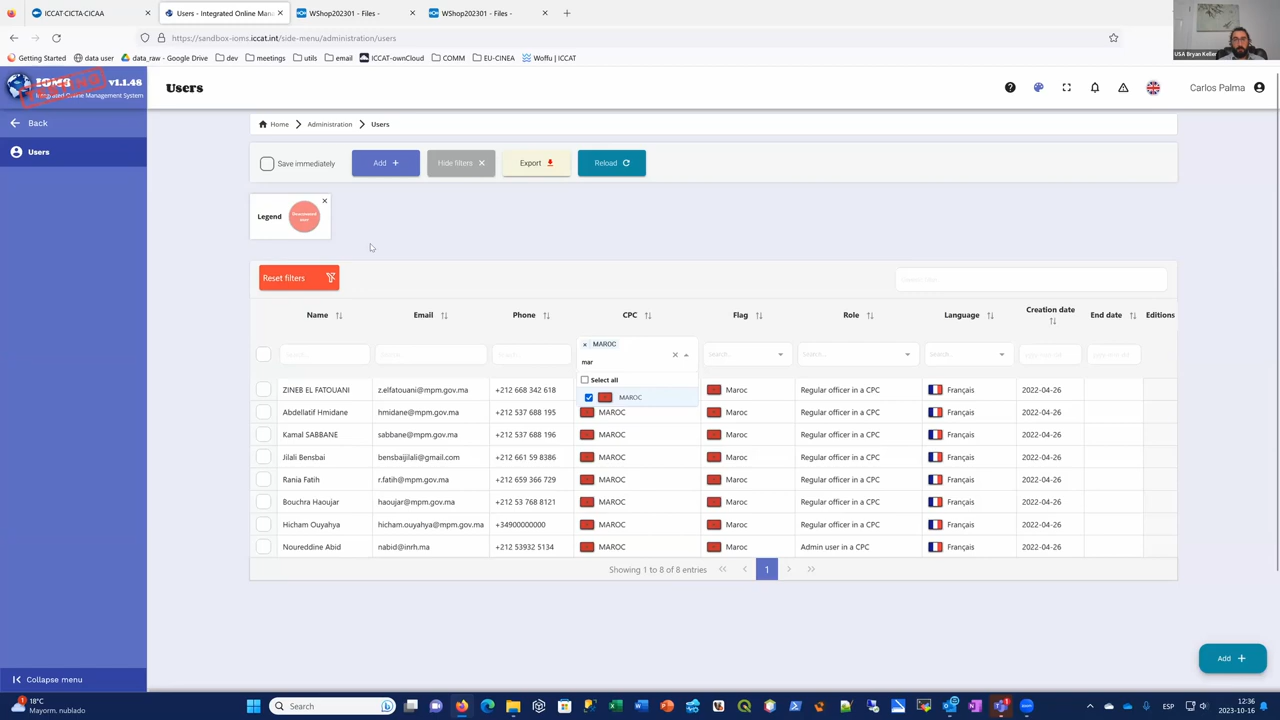 ICCAT-CICTA-CICAA
Users - Integrated Online Man
WShop202301 - Files -
WShop202301 - Files -
https://sandbox-ioms.iccat.int/side-menu/administration/users
Getting Started
data user
data_raw - Google Drive
dev
meetings
utils
email
ICCAT-ownCloud
COMM
EU-CINEA
Woffu | ICCAT
USA Bryan Keller
IOMS v1.1.48
Integrated Online Management System
Users
Carlos Palma
Back
Users
Home Administration Users
Save immediately
Add
Hide filters
Export
Reload
Legend
Reset filters
Name Email Phone CPC Flag Role Language Creation date End date Editions
MAROC
mar
Select all
MAROC
ZINEB EL FATOUANI z.elfatouani@mpm.gov.ma +212 668 342 618 Maroc Regular officer in a CPC Français 2022-04-26
Abdellatif Hmidane hmidane@mpm.gov.ma +212 537 688 195 MAROC Maroc Regular officer in a CPC Français 2022-04-26
Kamal SABBANE sabbane@mpm.gov.ma +212 537 688 196 MAROC Maroc Regular officer in a CPC Français 2022-04-26
Jilali Bensbai bensbaijilali@gmail.com +212 661 59 8386 MAROC Maroc Regular officer in a CPC Français 2022-04-26
Rania Fatih r.fatih@mpm.gov.ma +212 659 366 729 MAROC Maroc Regular officer in a CPC Français 2022-04-26
Bouchra Haoujar haoujar@mpm.gov.ma +212 53 768 8121 MAROC Maroc Regular officer in a CPC Français 2022-04-26
Hicham Ouyahya hicham.ouyahya@mpm.gov.ma +34900000000 MAROC Maroc Regular officer in a CPC Français 2022-04-26
Noureddine Abid nabid@inrh.ma +212 53932 5134 MAROC Maroc Admin user in a CPC Français 2022-04-26
Showing 1 to 8 of 8 entries
1
Add
Collapse menu
18°C
Mayorm. nublado
Search
ESP
12:36
2023-10-16